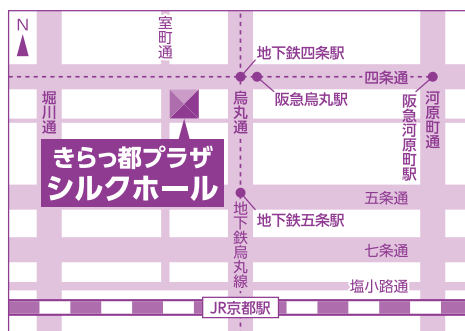 N
室町通
地下鉄四条駅
四条通
阪急烏丸駅
堀川通
烏丸通
阪急河原町駅
河原町通
きらっ都プラザ
シルクホール
五条通
地下鉄五条駅
地下鉄烏丸線
七条通
塩小路通
JR京都駅